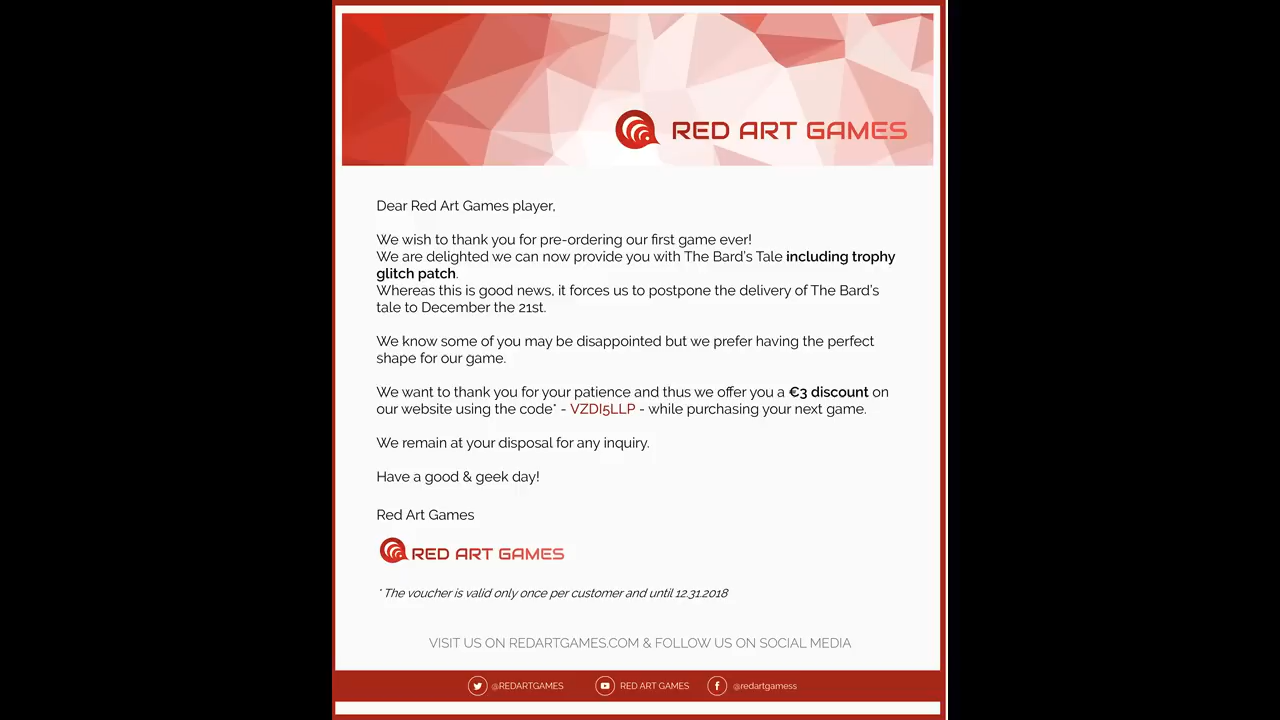 RED ART GAMES
Dear Red Art Games player,
We wish to thank you for pre-ordering our first game ever!
We are delighted we can now provide you with The Bard's Tale including trophy
glitch patch.
Whereas this is good news, it forces us to postpone the delivery of The Bard's
tale to December the 21st.
We know some of you may be disappointed but we prefer having the perfect
shape for our game.
We want to thank you for your patience and thus we offer you a €3 discount on
our website using the code* - VZDI5LLP - while purchasing your next game.
We remain at your disposal for any inquiry.
Have a good & geek day!
Red Art Games
RED ART GAMES
* The voucher is valid only once per customer and until 12.31.2018
VISIT US ON REDARTGAMES.COM & FOLLOW US ON SOCIAL MEDIA
@REDARTGAMES RED ART GAMES @redartgamess